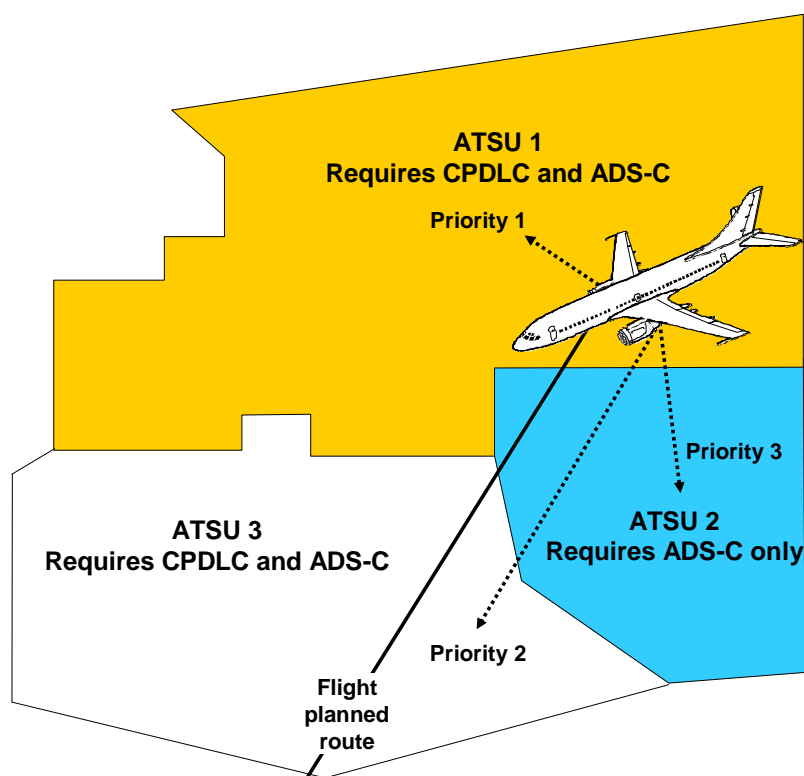 ATSU 1
Requires CPDLC and ADS-C
Priority 1
Priority 3
ATSU 2
Requires ADS-C only
ATSU 3
Requires CPDLC and ADS-C
Priority 2
Flight
planned
route